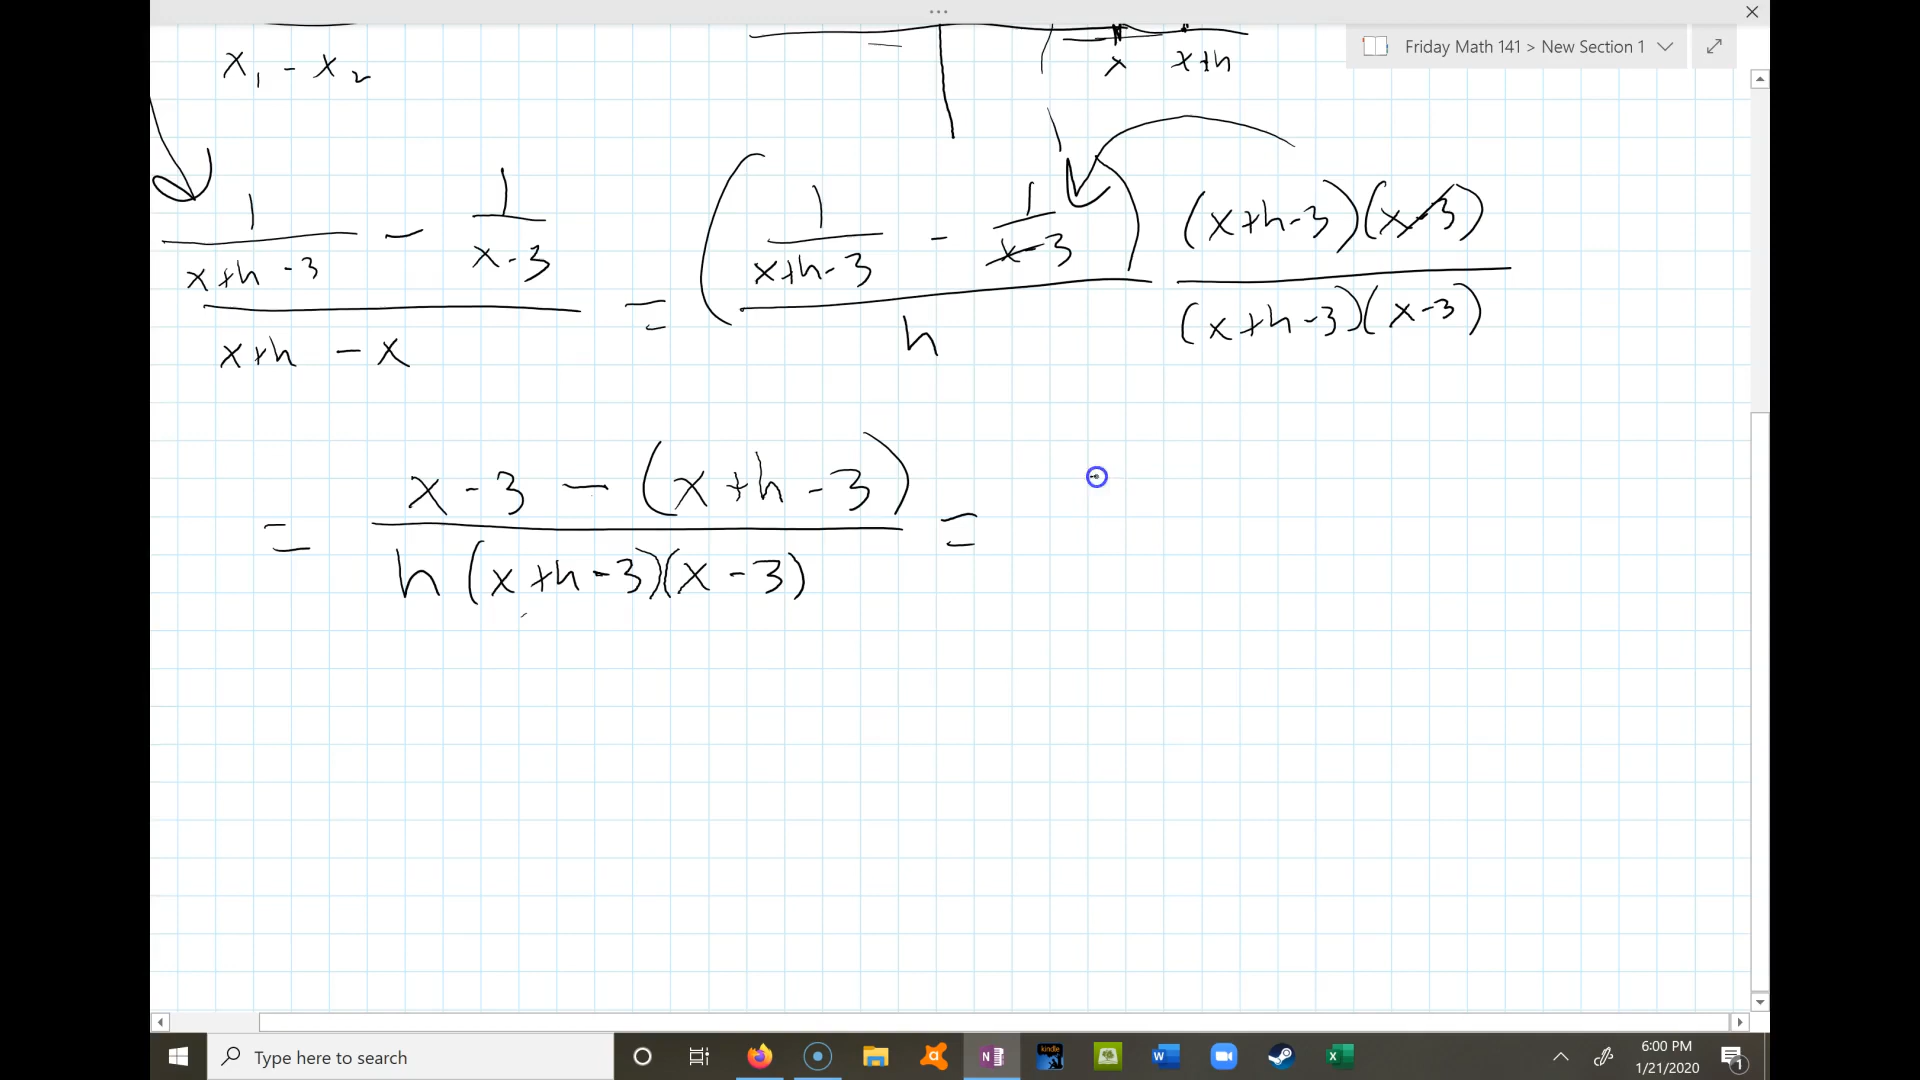 Friday Math 141 > New Section 1
x₁ - x₂
x x+h
1/(x+h-3) - 1/(x-3) = (1/(x+h-3) - 1/(x-3)) (x+h-3)(x-3)
x+h - x h (x+h-3)(x-3)
= x-3 - (x+h-3) =
h(x+h-3)(x-3)
Type here to search
6:00 PM
1/21/2020
1